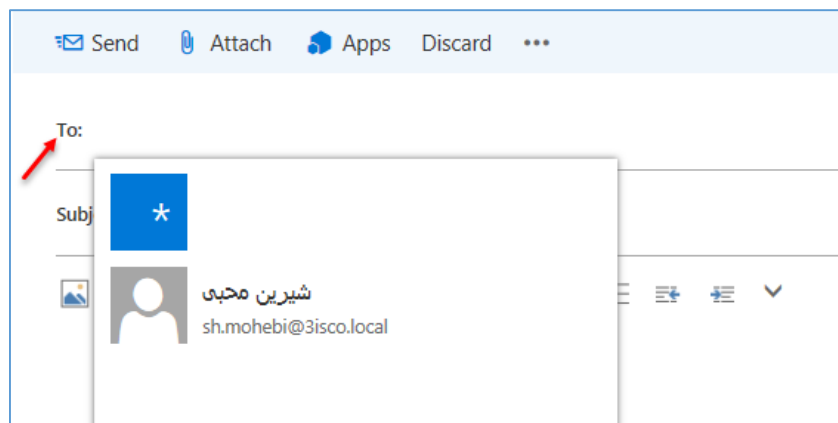 Send Attach Apps Discard •••
To:
*
Subj
شیرین محبی
sh.mohebi@3isco.local